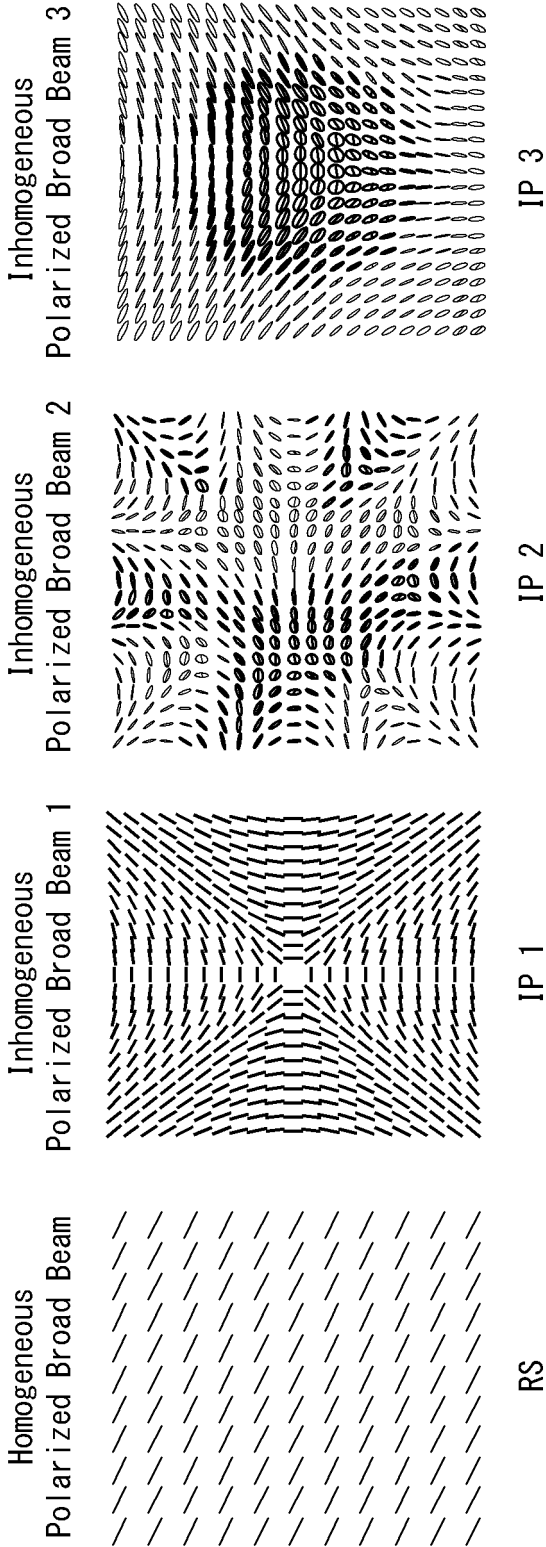 Homogeneous
Polarized Broad Beam
RS
Inhomogeneous
Polarized Broad Beam 1
IP 1
Inhomogeneous
Polarized Broad Beam 2
IP 2
Inhomogeneous
Polarized Broad Beam 3
IP 3